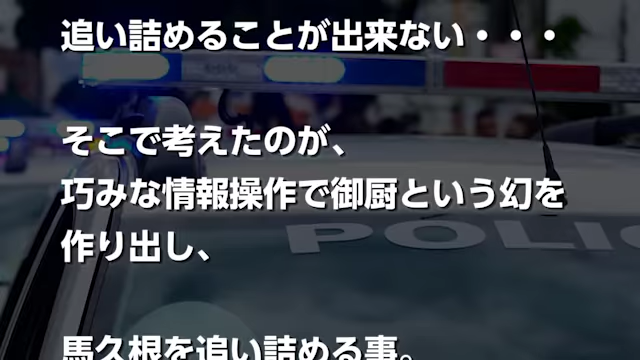 追い詰めることが出来ない・・・
そこで考えたのが、
巧みな情報操作で御厨という幻を
作り出し、
馬久根を追い詰める事。
POLI